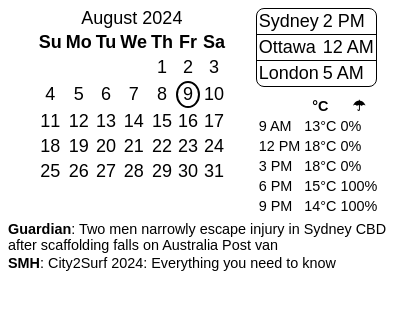 August 2024
Su Mo Tu We Th Fr Sa
1 2 3
4 5 6 7 8 9 10
11 12 13 14 15 16 17
18 19 20 21 22 23 24
25 26 27 28 29 30 31
Sydney 2 PM
Ottawa 12 AM
London 5 AM
°C ☂
9 AM 13°C 0%
12 PM 18°C 0%
3 PM 18°C 0%
6 PM 15°C 100%
9 PM 14°C 100%
Guardian: Two men narrowly escape injury in Sydney CBD
after scaffolding falls on Australia Post van
SMH: City2Surf 2024: Everything you need to know